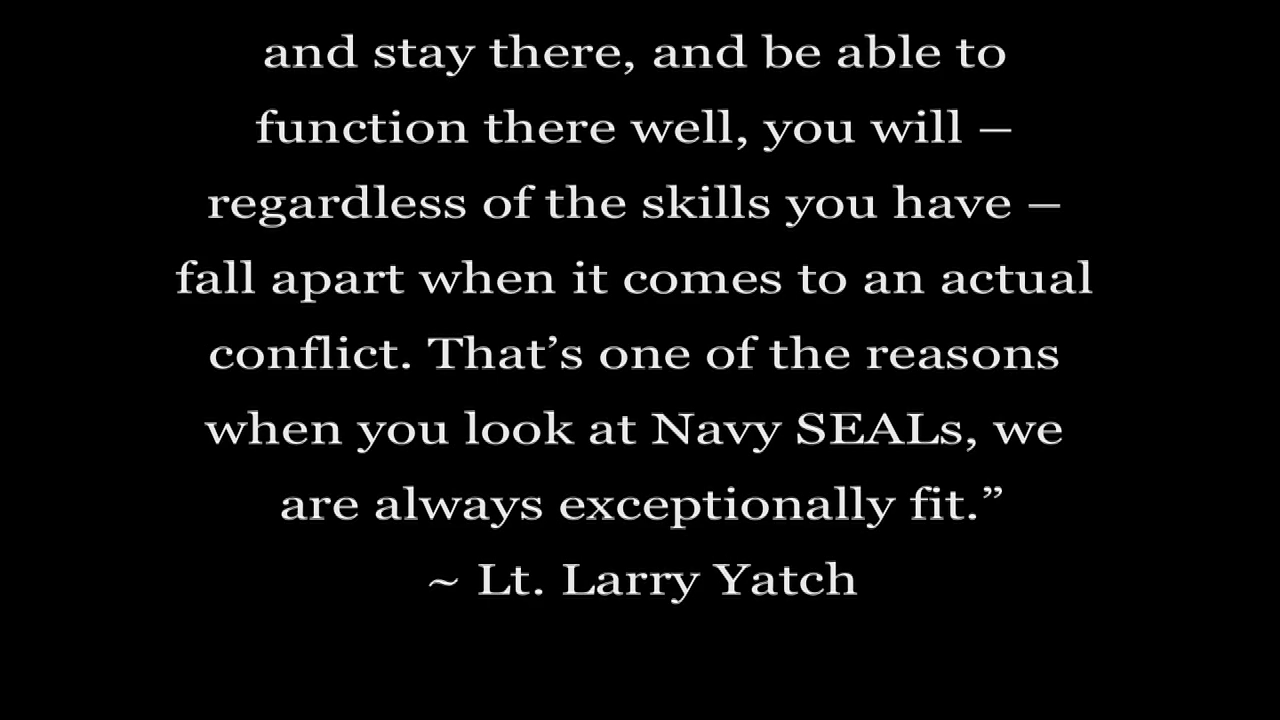 and stay there, and be able to
function there well, you will –
regardless of the skills you have –
fall apart when it comes to an actual
conflict. That’s one of the reasons
when you look at Navy SEALs, we
are always exceptionally fit.”
~ Lt. Larry Yatch